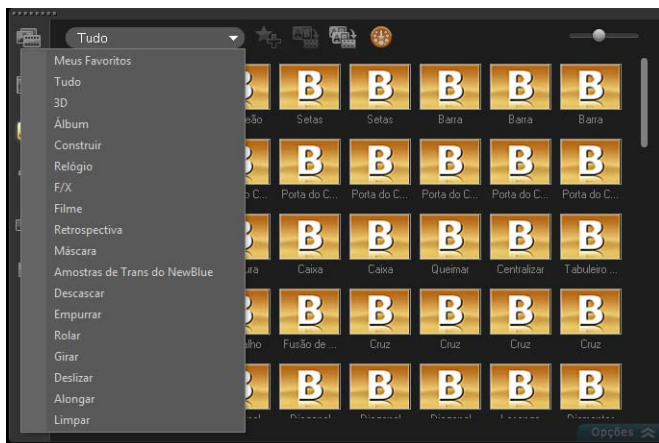 Tudo
Meus Favoritos
Tudo
3D
Álbum
Construir
Relógio
F/X
Filme
Retrospectiva
Máscara
Amostras de Trans do NewBlue
Descascar
Empurrar
Rolar
Girar
Deslizar
Alongar
Limpar
B B B B B
Setas Setas Barra Barra Barra
B B B B B
Porta do C... Porta do C... Porta do C... Porta do C... Porta do C...
B B B B B
Caixa Caixa Queimar Centralizar Tabuleiro ...
B B B B B
Fusão de ... Cruz Cruz Cruz Cruz
B B B B B
Opções